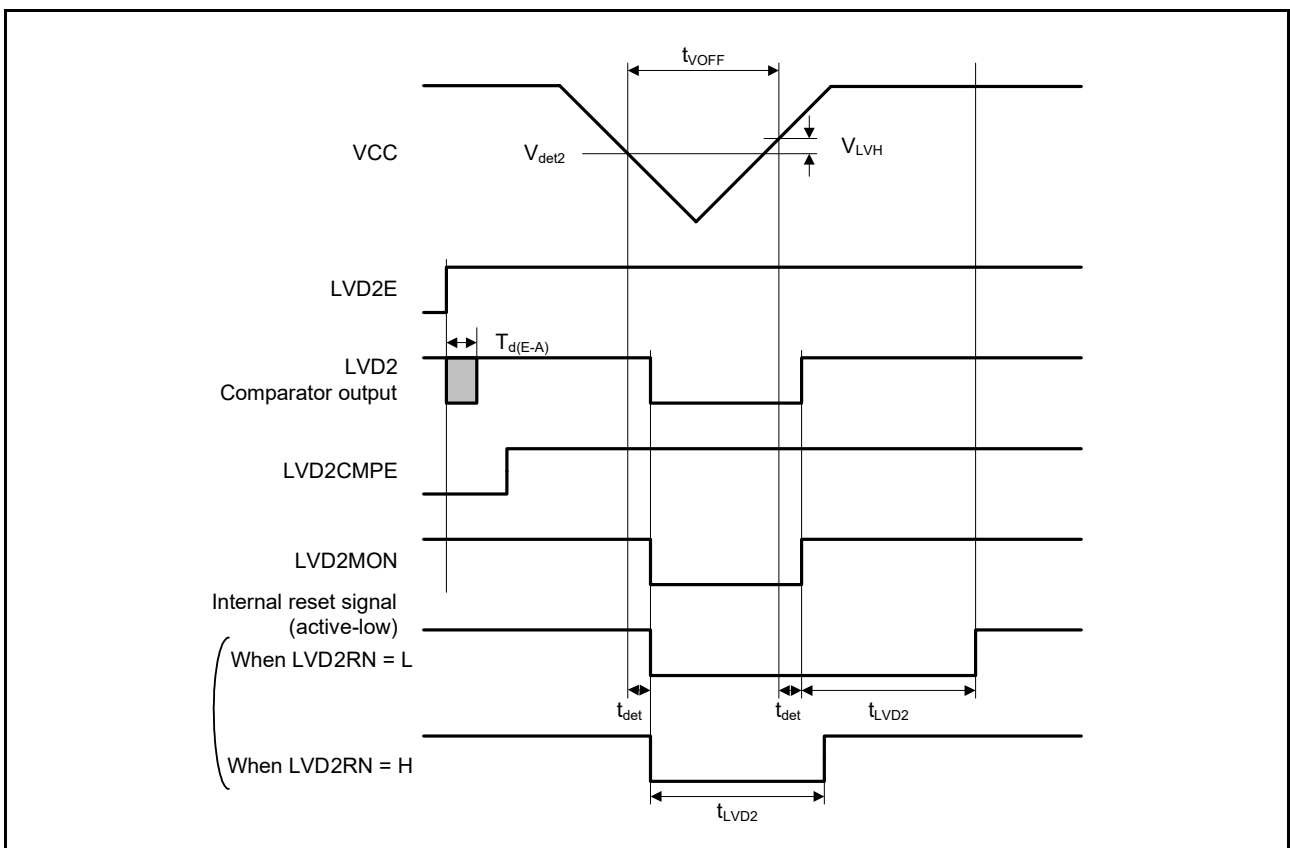 tVOFF
VCC
Vdet2
VLVH
LVD2E
Td(E-A)
LVD2
Comparator output
LVD2CMPE
LVD2MON
Internal reset signal
(active-low)
When LVD2RN = L
tdet
tdet
tLVD2
When LVD2RN = H
tLVD2